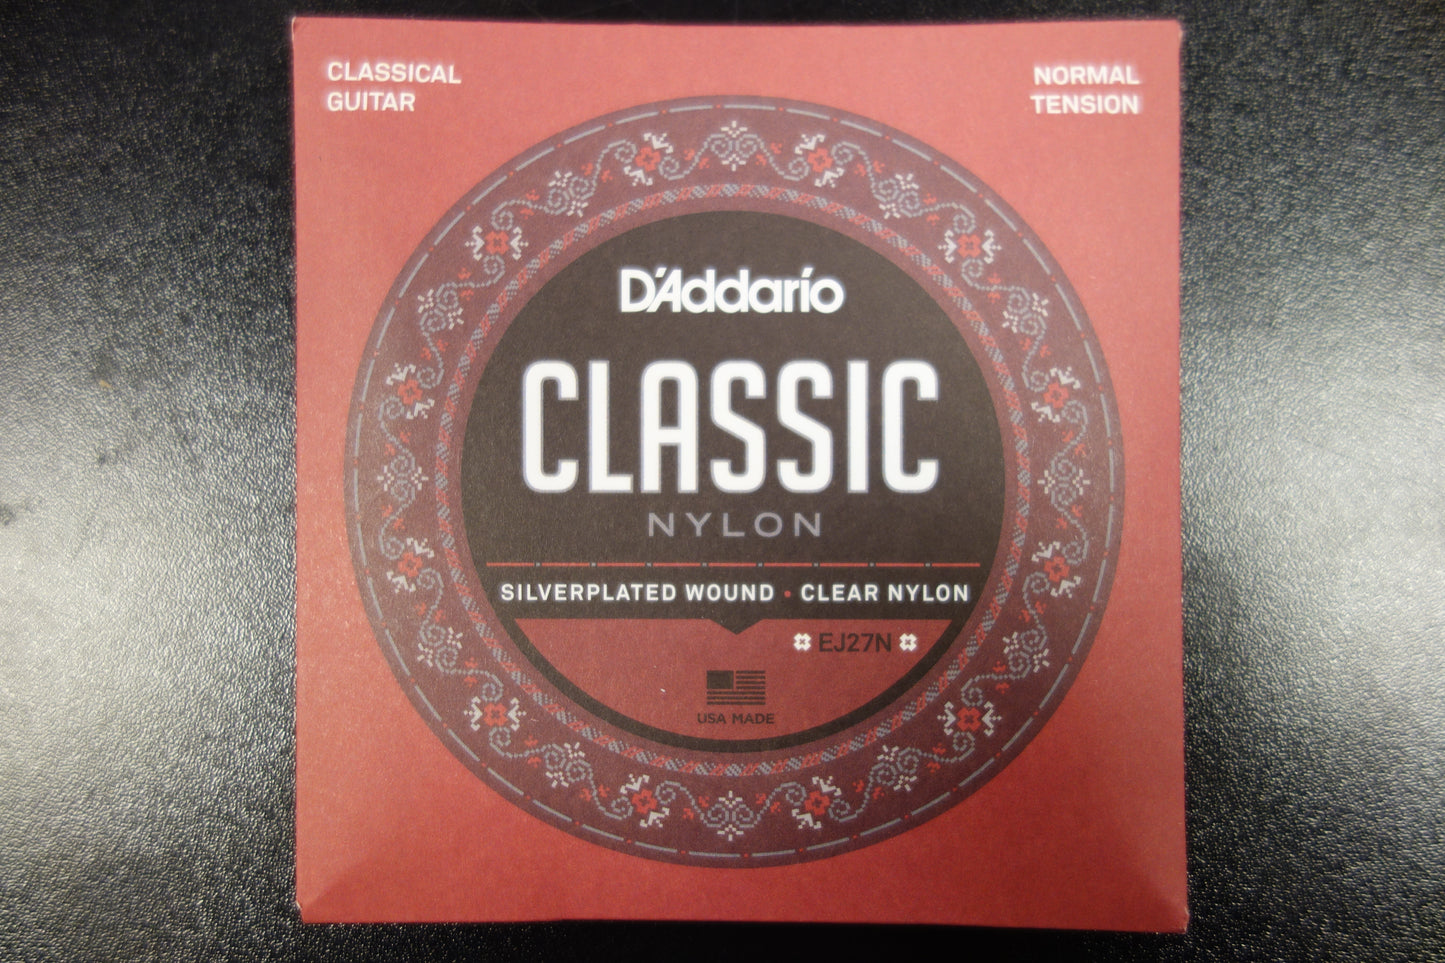 CLASSICAL
GUITAR
NORMAL
TENSION
D'Addario
CLASSIC
NYLON
SILVERPLATED WOUND • CLEAR NYLON
EJ27N
USA MADE